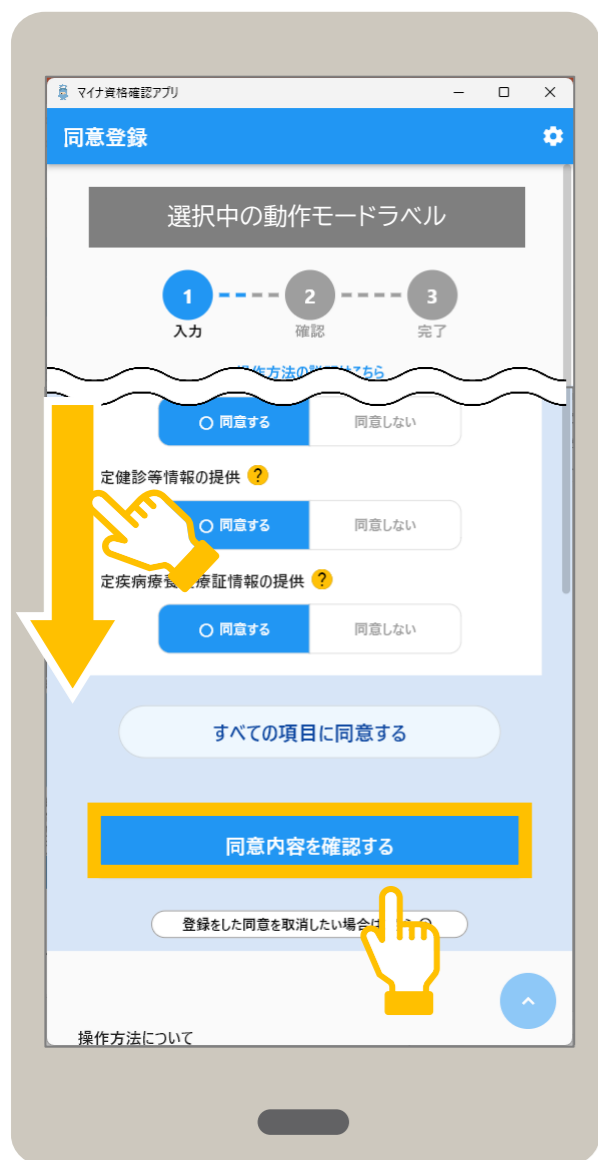 マイナ資格確認アプリ
同意登録
選択中の動作モードラベル
1 2 3
入力 確認 完了
同意する 同意しない
定健診等情報の提供 ?
同意する 同意しない
定疾病療養 療証情報の提供 ?
同意する 同意しない
すべての項目に同意する
同意内容を確認する
登録をした同意を取消したい場合は
操作方法について